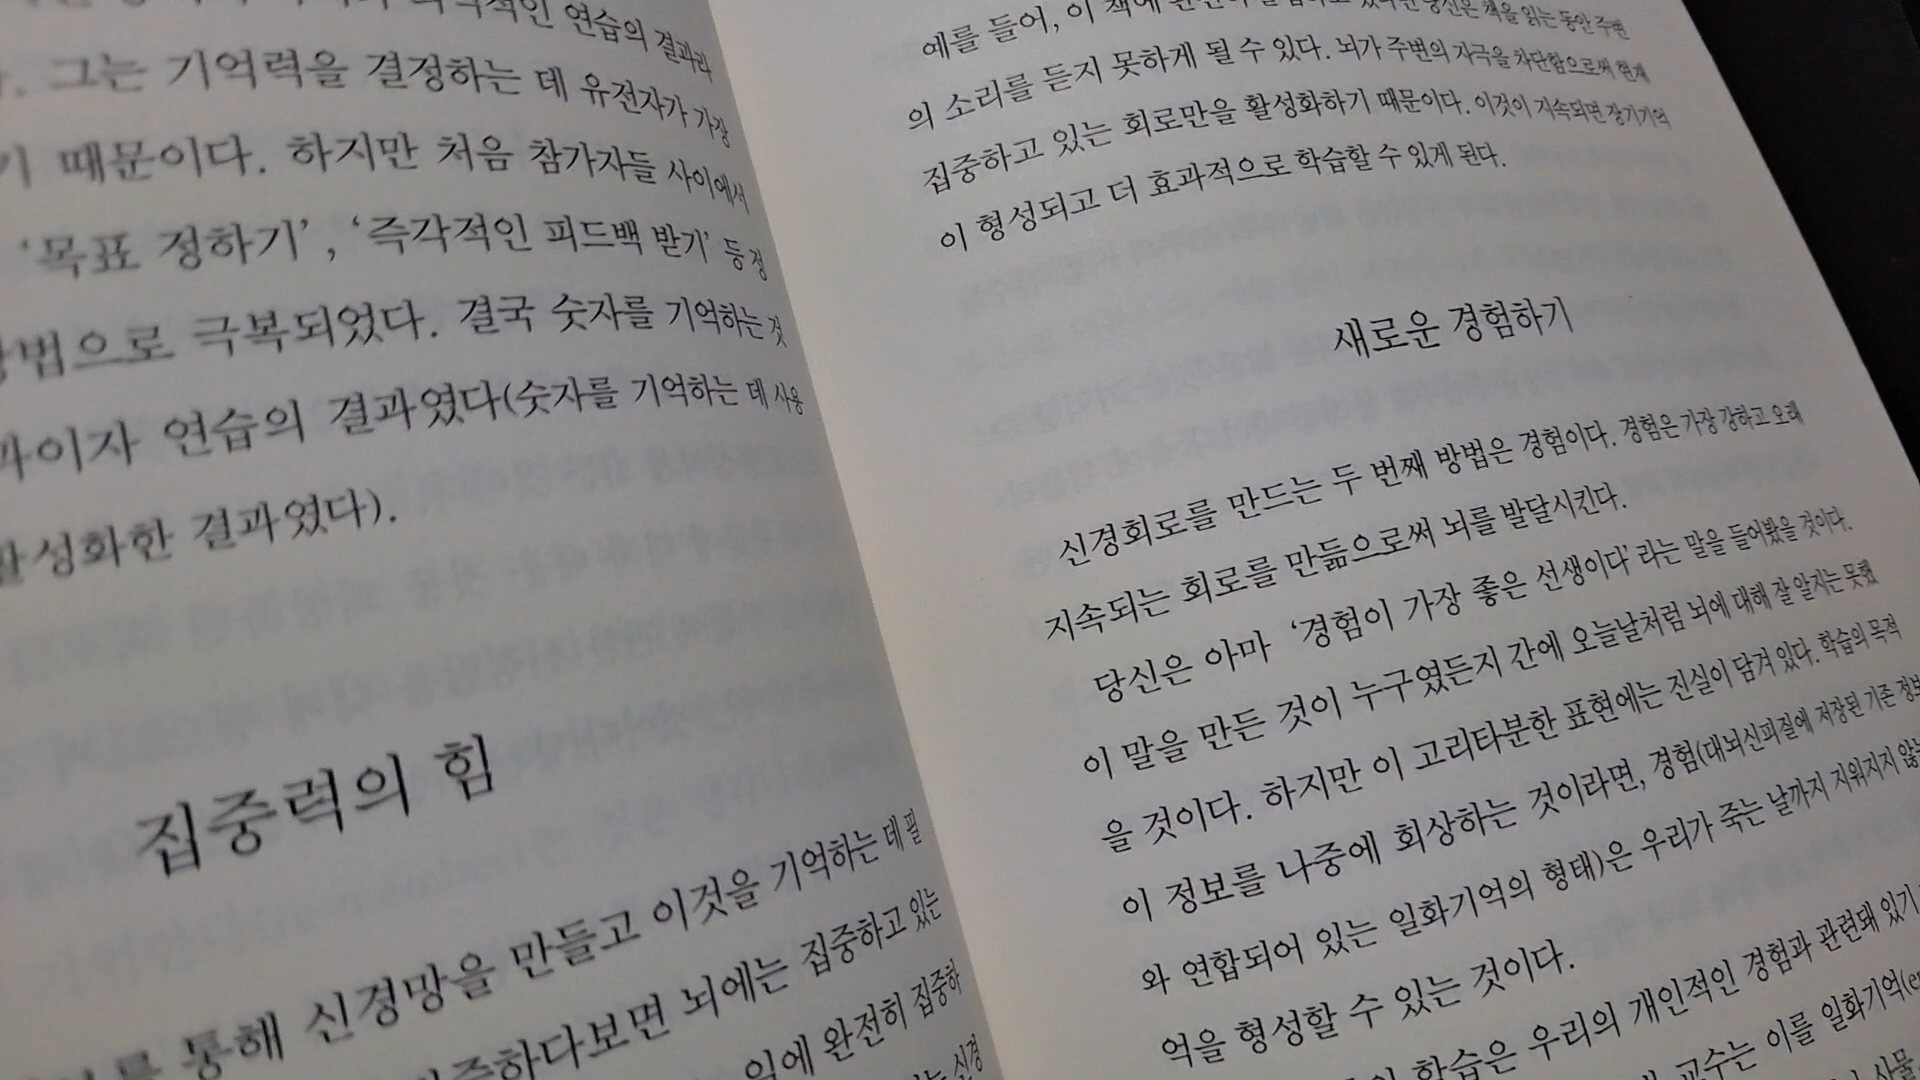 연습의 결과라
그는 기억력을 결정하는 데 유전자가 가장
때문이다. 하지만 처음 참가자들 사이에서
‘목표 정하기’, ‘즉각적인 피드백 받기’ 등 정
으로 극복되었다. 결국 숫자를 기억하는 것
과이자 연습의 결과였다(숫자를 기억하는 데 사용
활성화한 결과였다).
집중력의 힘
를 통해 신경망을 만들고 이것을 기억하는 데 필
집중하다보면 뇌에는 집중하고 있는
일에 완전히 집중하
신경
예를 들어, 이 책에 당신은 책을 읽는 동안 주변
의 소리를 듣지 못하게 될 수 있다. 뇌가 주변의 자극을 차단함으로써 현재
집중하고 있는 회로만을 활성화하기 때문이다. 이것이 지속되면 장기기억
이 형성되고 더 효과적으로 학습할 수 있게 된다.
새로운 경험하기
신경회로를 만드는 두 번째 방법은 경험이다. 경험은 가장 강하고 오래
지속되는 회로를 만듦으로써 뇌를 발달시킨다.
당신은 아마 ‘경험이 가장 좋은 선생이다’라는 말을 들어봤을 것이다.
이 말을 만든 것이 누구였든지 간에 오늘날처럼 뇌에 대해 잘 알지는 못했
을 것이다. 하지만 이 고리타분한 표현에는 진실이 담겨 있다. 학습의 목적
이 정보를 나중에 회상하는 것이라면, 경험(대뇌신피질에 저장된 기존 정보
와 연합되어 있는 일화기억의 형태)은 우리가 죽는 날까지 지워지지 않는
억을 형성할 수 있는 것이다.
학습은 우리의 개인적인 경험과 관련돼 있기
교수는 이를 일화기억(
사물